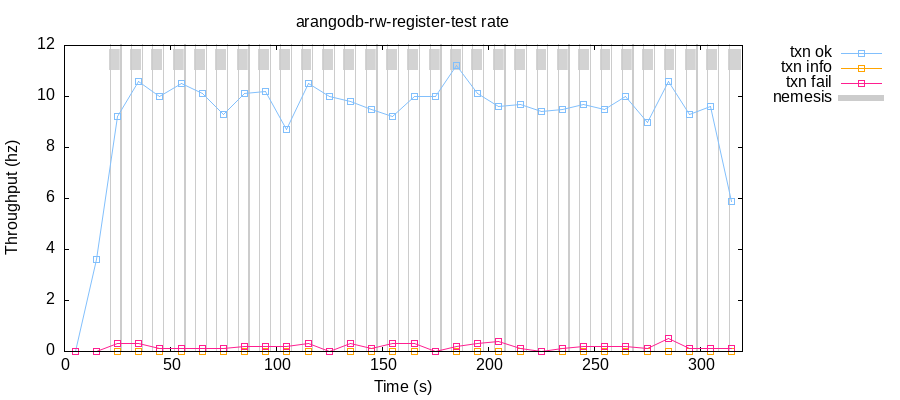 arangodb-rw-register-test rate
txn ok
txn info
txn fail
nemesis
Throughput (hz)
12
10
8
6
4
2
0
0 50 100 150 200 250 300
Time (s)